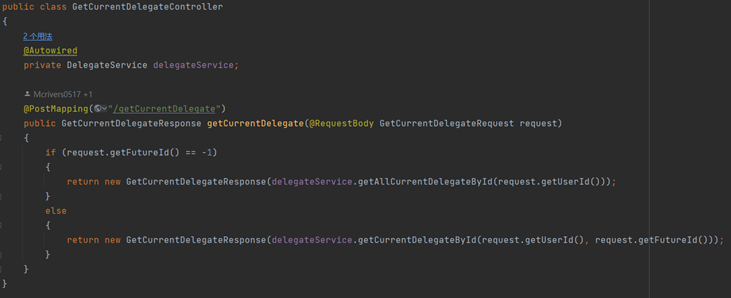 public class GetCurrentDelegateController
{
2个用法
@Autowired
private DelegateService delegateService;
Mcrivers0517 +1
@PostMapping("/getCurrentDelegate")
public GetCurrentDelegateResponse getCurrentDelegate(@RequestBody GetCurrentDelegateRequest request)
{
if (request.getFutureId() == -1)
{
return new GetCurrentDelegateResponse(delegateService.getAllCurrentDelegateById(request.getUserId()));
}
else
{
return new GetCurrentDelegateResponse(delegateService.getCurrentDelegateById(request.getUserId(), request.getFutureId()));
}
}
}